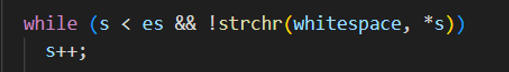 while (s < es && !strchr(whitespace, *s))
  s++;